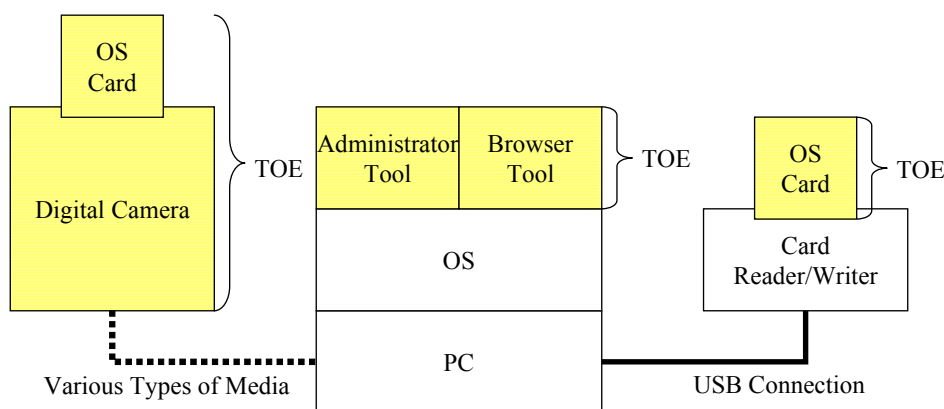 OS
Card
TOE
Digital Camera
Various Types of Media
Administrator
Tool
Browser
Tool
TOE
OS
PC
OS
Card
TOE
Card
Reader/Writer
USB Connection